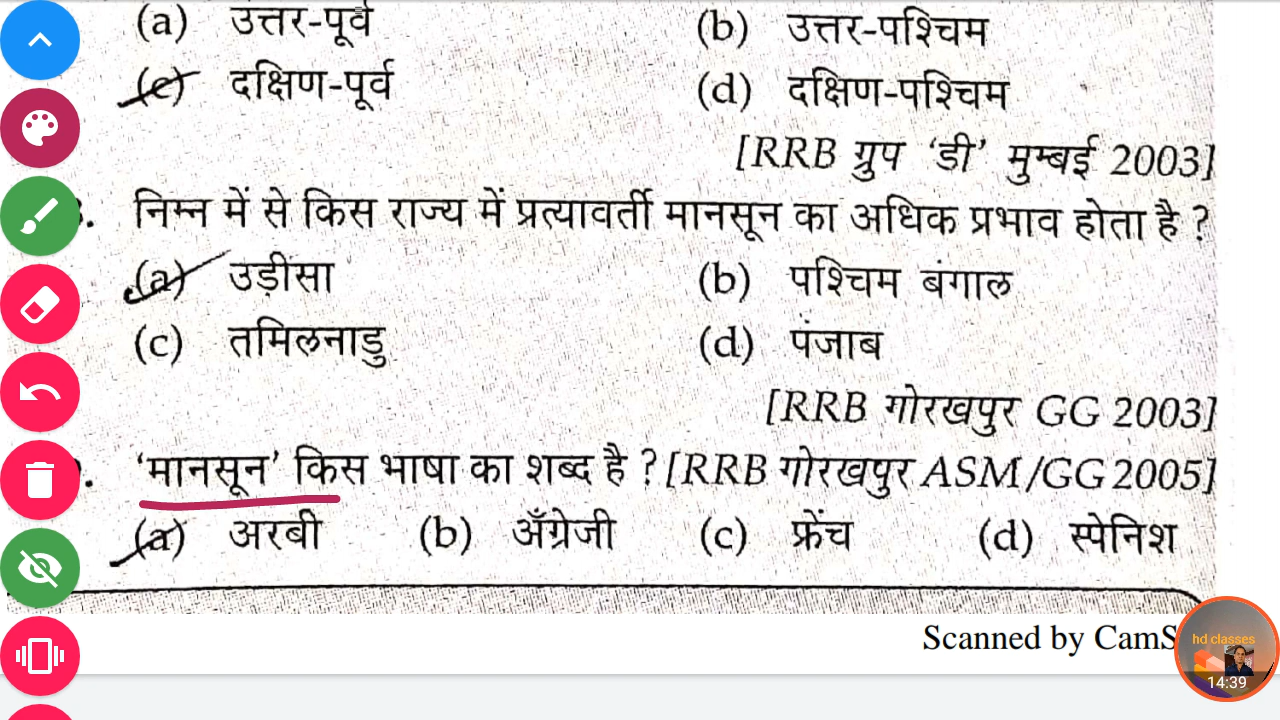 (a) उत्तर-पूर्व (b) उत्तर-पश्चिम
(c) दक्षिण-पूर्व (d) दक्षिण-पश्चिम
[RRB ग्रुप ‘डी’ मुम्बई 2003]
निम्न में से किस राज्य में प्रत्यावर्ती मानसून का अधिक प्रभाव होता है ?
(a) उड़ीसा (b) पश्चिम बंगाल
(c) तमिलनाडु (d) पंजाब
[RRB गोरखपुर GG 2003]
‘मानसून’ किस भाषा का शब्द है ? [RRB गोरखपुर ASM/GG 2005]
(a) अरबी (b) अँग्रेजी (c) फ्रेंच (d) स्पेनिश
Scanned by CamS
hd classes
14:39